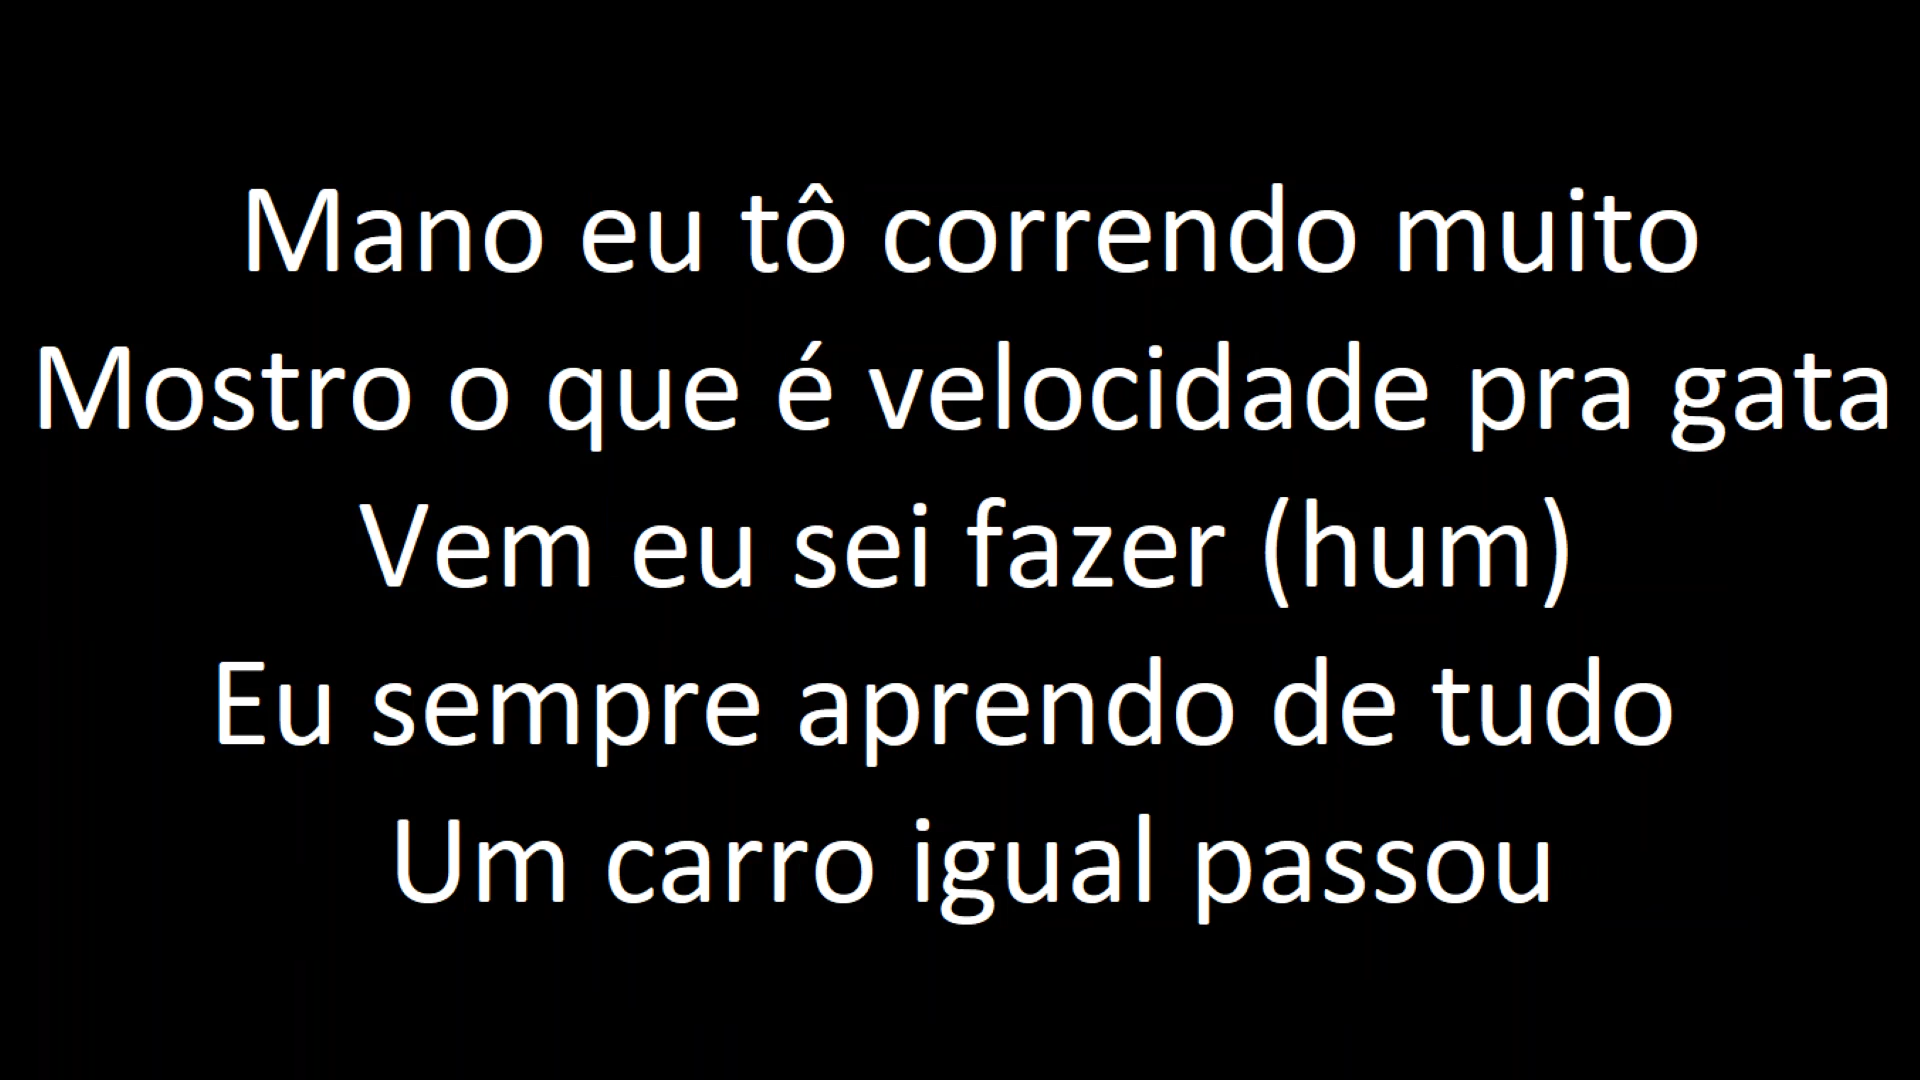 Mano eu tô correndo muito
Mostro o que é velocidade pra gata
Vem eu sei fazer (hum)
Eu sempre aprendo de tudo
Um carro igual passou